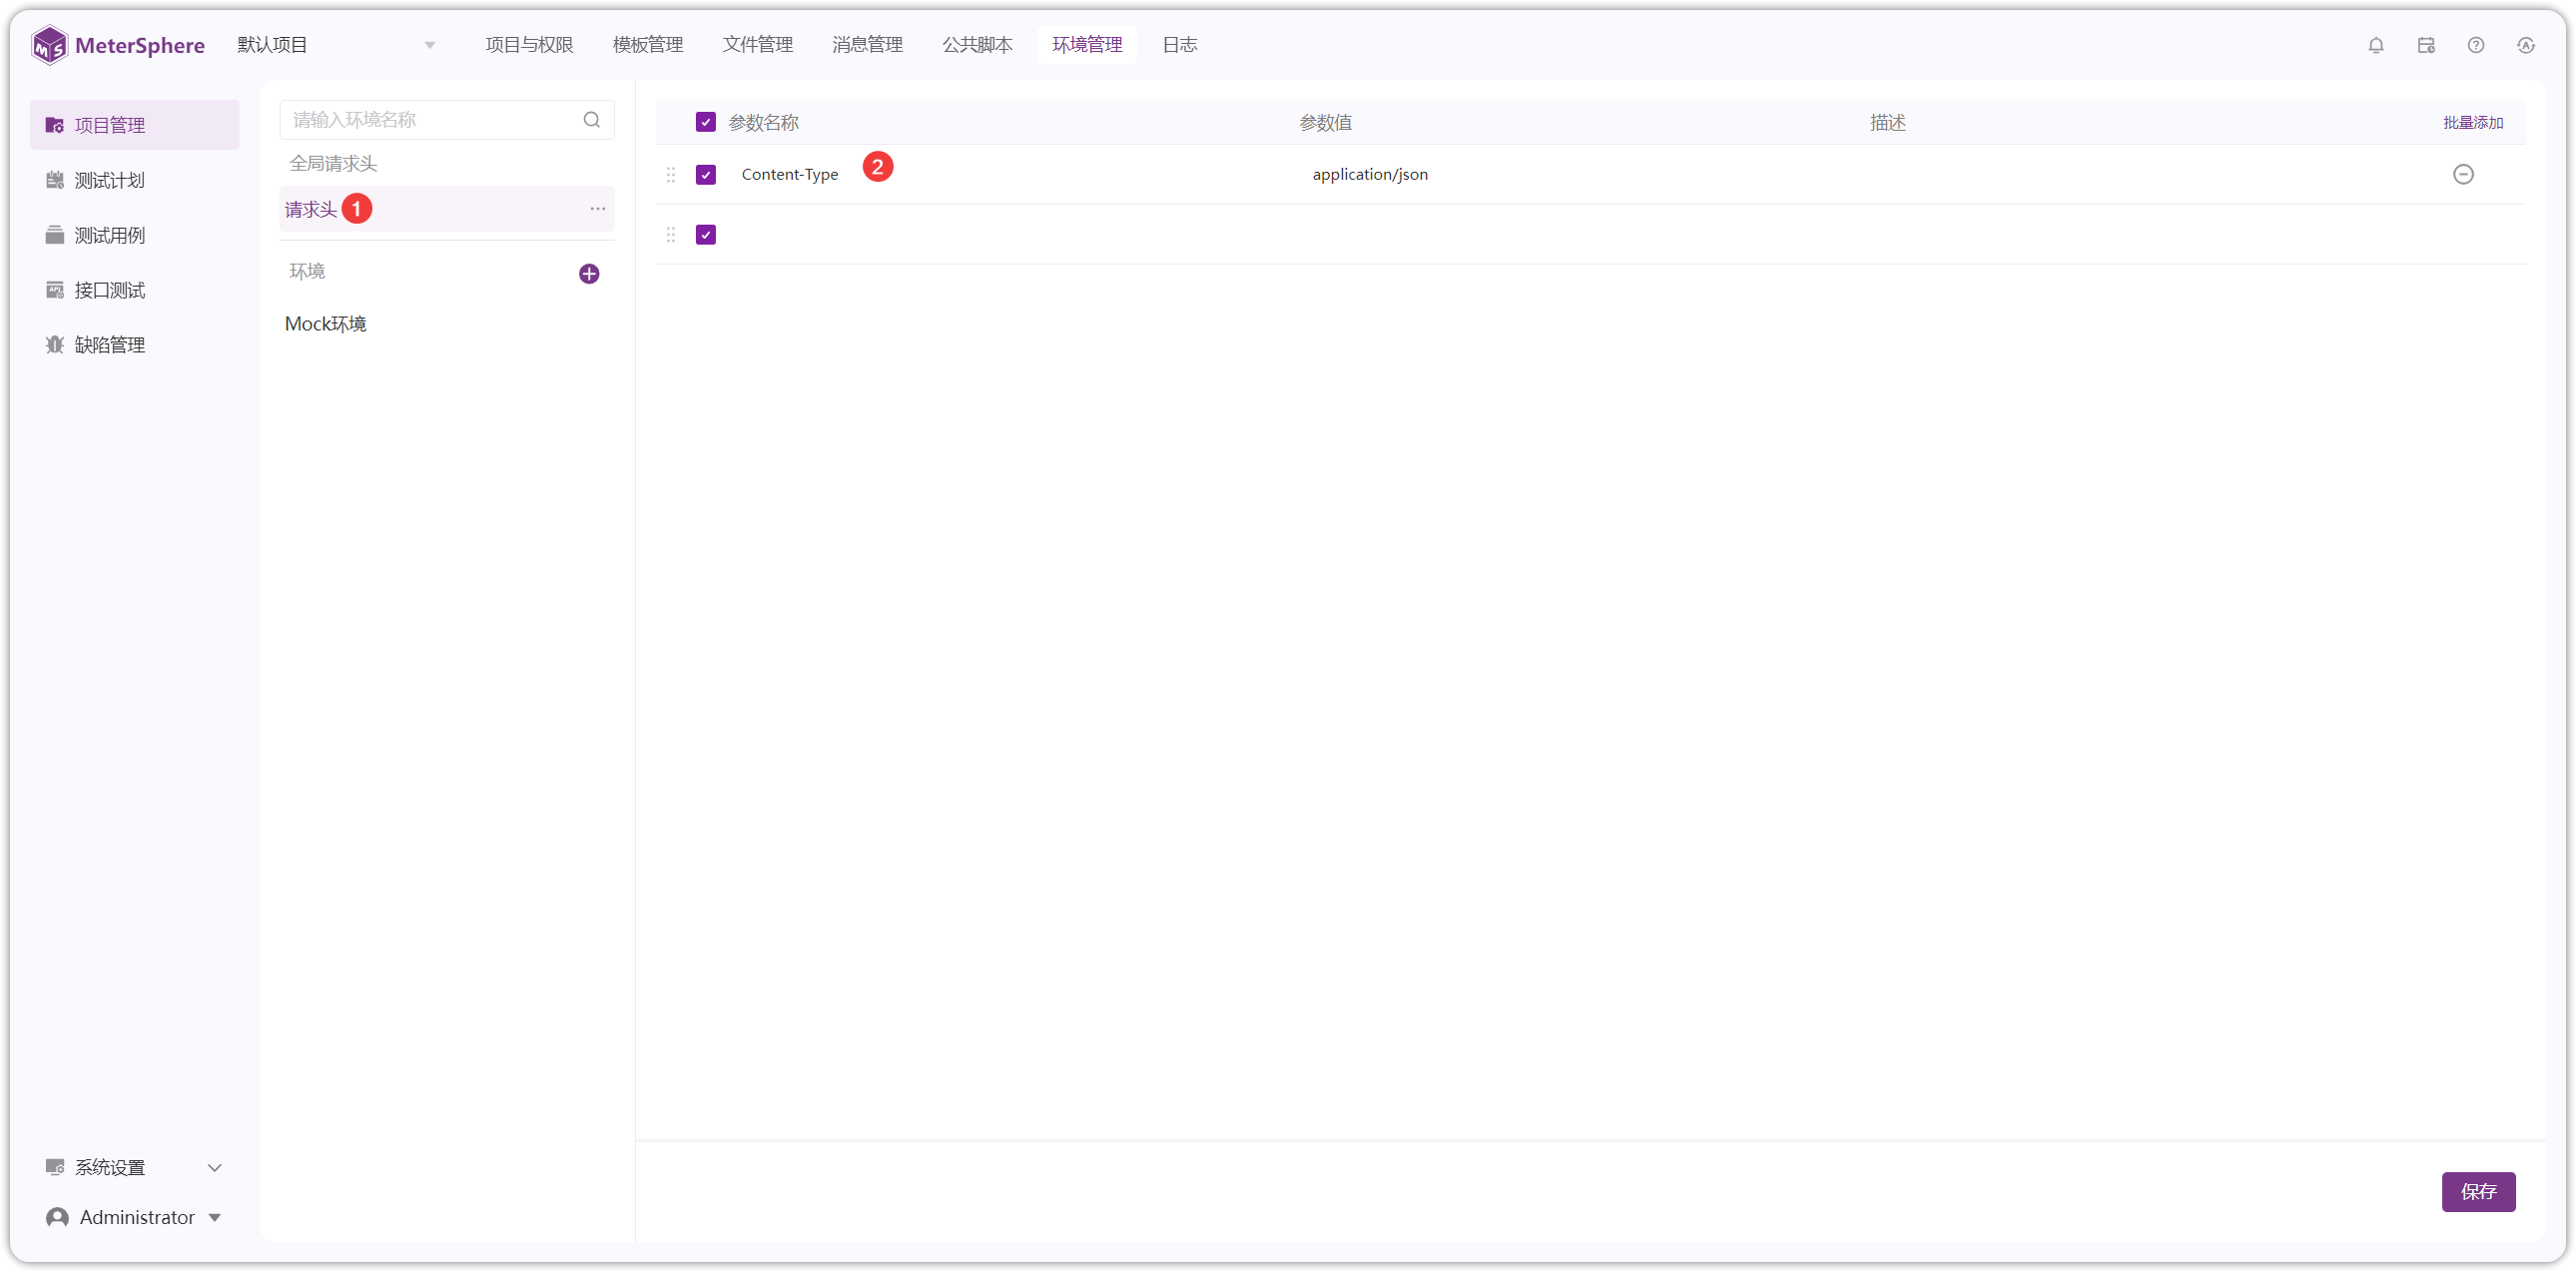 MeterSphere 默认项目 项目与权限 模板管理 文件管理 消息管理 公共脚本 环境管理 日志
项目管理
测试计划
测试用例
接口测试
API
缺陷管理
系统设置
Administrator
请输入环境名称
全局请求头
请求头 1
环境
Mock环境
参数名称 参数值 描述 批量添加
Content-Type 2 application/json
保存